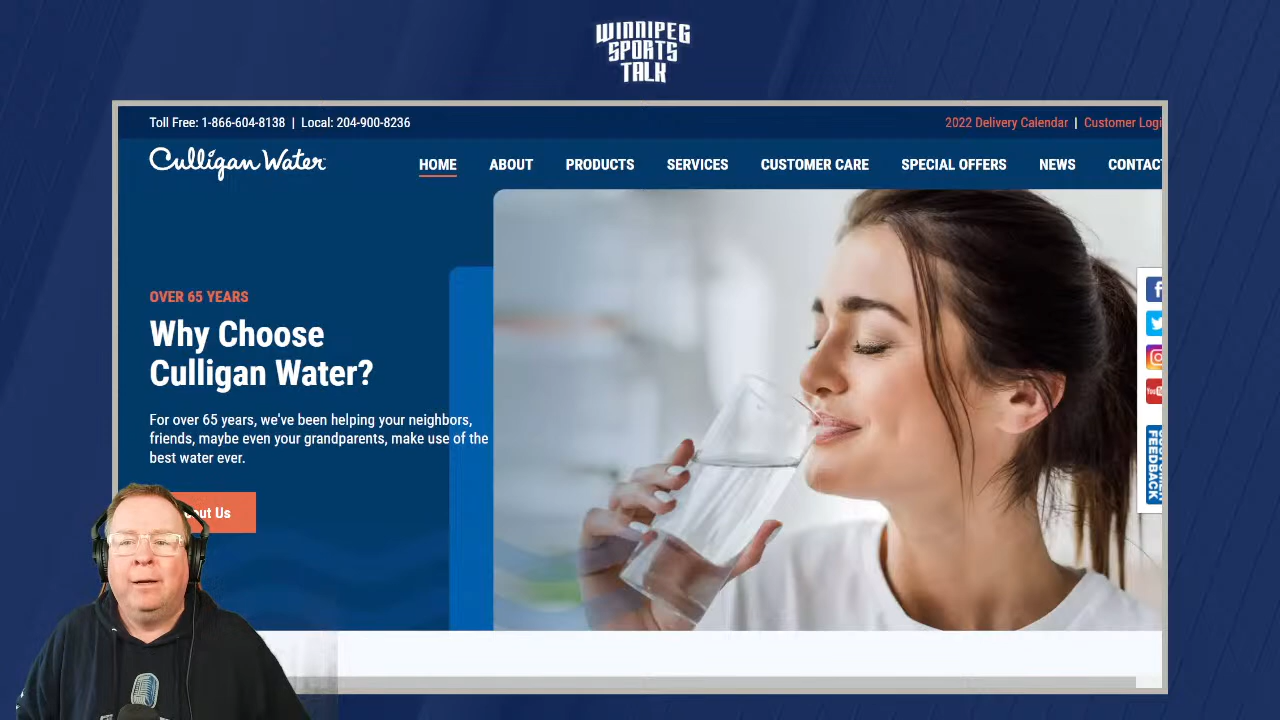 WINNIPEG
SPORTS
TALK
Toll Free: 1-866-604-8138 | Local: 204-900-8236
2022 Delivery Calendar | Customer Logi
Culligan Water
HOME ABOUT PRODUCTS SERVICES CUSTOMER CARE SPECIAL OFFERS NEWS CONTACT
OVER 65 YEARS
Why Choose
Culligan Water?
For over 65 years, we've been helping your neighbors,
friends, maybe even your grandparents, make use of the
best water ever.
out Us
FEEDBACK